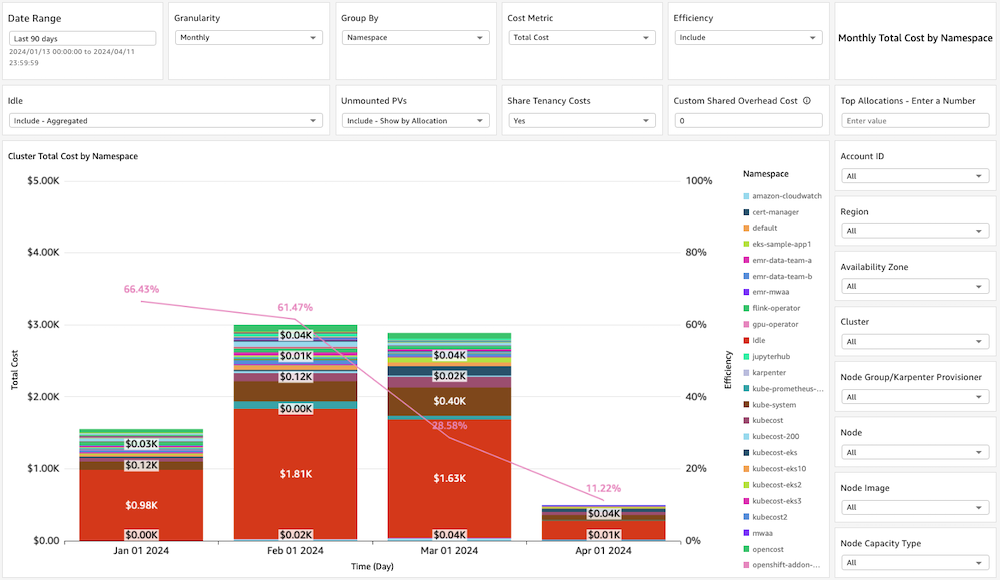 Date Range
Last 90 days
2024/01/13 00:00:00 to 2024/04/11
23:59:59
Granularity
Monthly
Group By
Namespace
Cost Metric
Total Cost
Efficiency
Include
Monthly Total Cost by Namespace
Idle
Include - Aggregated
Unmounted PVs
Include - Show by Allocation
Share Tenancy Costs
Yes
Custom Shared Overhead Cost
0
Top Allocations - Enter a Number
Enter value
Cluster Total Cost by Namespace
Total Cost
$5.00K
$4.00K
$3.00K
$2.00K
$1.00K
$0.00
66.43%
61.47%
28.58%
11.22%
$0.03K
$0.12K
$0.98K
$0.00K
$0.04K
$0.01K
$0.12K
$0.00K
$1.81K
$0.02K
$0.04K
$0.02K
$0.40K
$1.63K
$0.04K
$0.04K
$0.01K
Jan 01 2024
Feb 01 2024
Mar 01 2024
Apr 01 2024
Time (Day)
100%
80%
60%
40%
20%
0%
Efficiency
Namespace
amazon-cloudwatch
cert-manager
default
eks-sample-app1
emr-data-team-a
emr-data-team-b
emr-mwaa
flink-operator
gpu-operator
Idle
jupyterhub
karpenter
kube-prometheus-...
kube-system
kubecost
kubecost-200
kubecost-eks
kubecost-eks10
kubecost-eks2
kubecost-eks3
kubecost2
mwaa
opencost
openshift-addon-...
Account ID
All
Region
All
Availability Zone
All
Cluster
All
Node Group/Karpenter Provisioner
All
Node
All
Node Image
All
Node Capacity Type
All